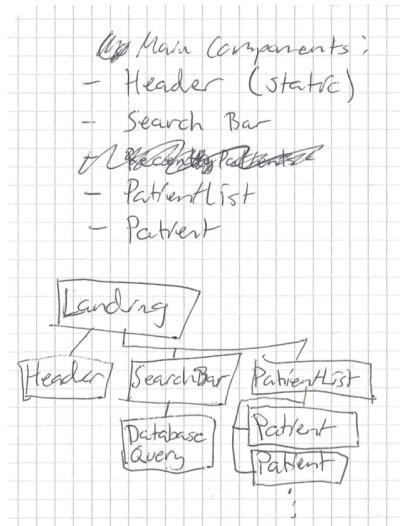 Main Components:
- Header (static)
- Search Bar
- PatientList
- Patient
Landing
Header SearchBar PatientList
Database
Query
Patient
Patient